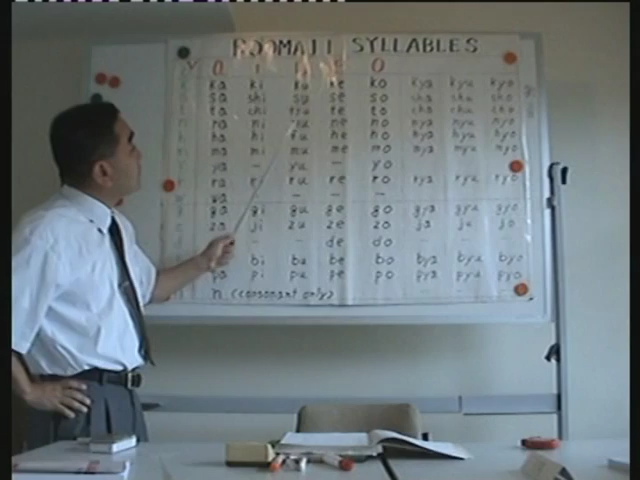 ROOMAJI SYLLABLES
a i u e o
ka ki ku ke ko kya kyu kyo
sa shi su se so sha shu sho
ta chi tsu te to cha chu cho
na ni nu ne no nya nyu nyo
ha hi fu he ho hya hyu hyo
ma mi mu me mo mya myu myo
ya - yu - yo
ra ri ru re ro rya ryu ryo
wa - - - -
ga gi gu ge go gya gyu gyo
za ji zu ze zo ja ju jo
- - de do - - -
bi bu be bo bya byu byo
pa pi pu pe po pya pyu pyo
n (consonant only)